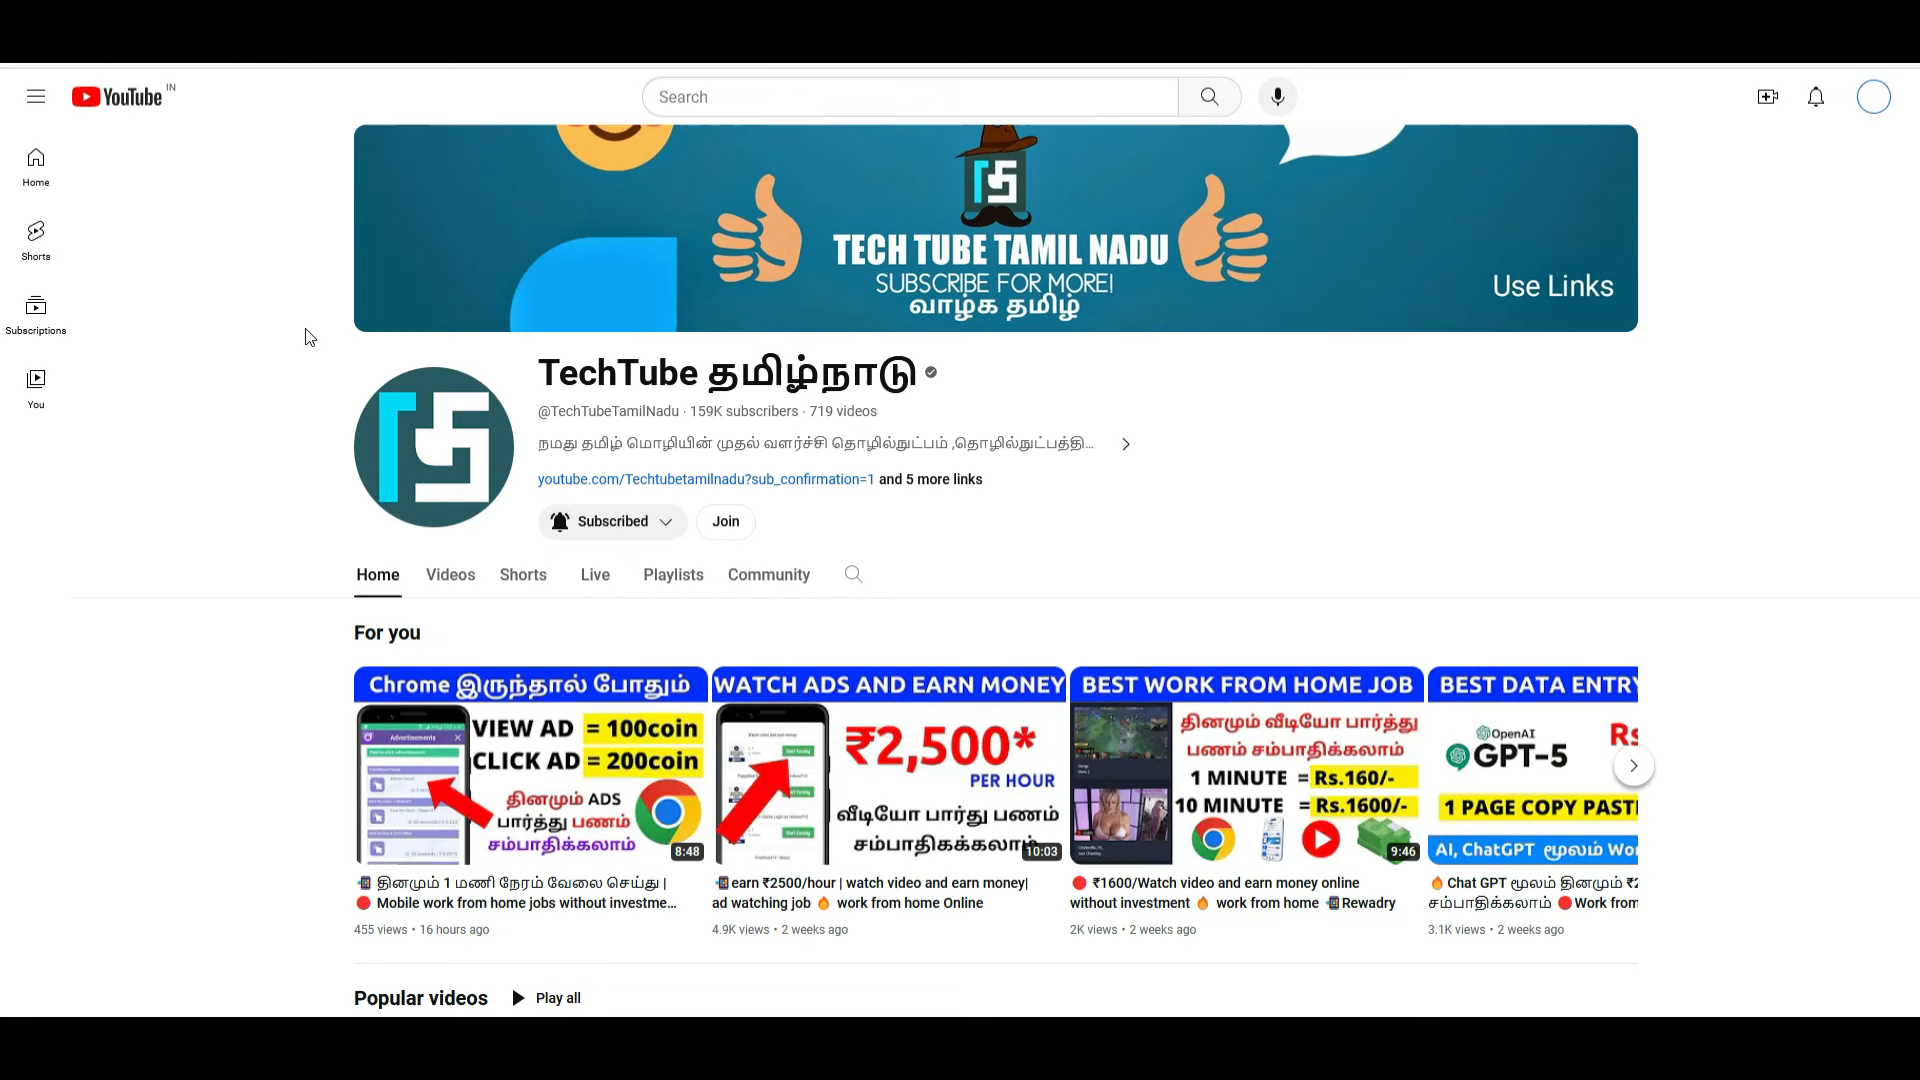 YouTube IN
Search
Home
Shorts
Subscriptions
You
TECH TUBE TAMIL NADU
SUBSCRIBE FOR MORE!
வாழ்க தமிழ்
Use Links
TechTube தமிழ்நாடு
@TechTubeTamilNadu · 159K subscribers · 719 videos
நமது தமிழ் மொழியின் முதல் வளர்ச்சி தொழில்நுட்பம் ,தொழில்நுட்பத்தி...
youtube.com/Techtubetamilnadu?sub_confirmation=1 and 5 more links
Subscribed
Join
Home Videos Shorts Live Playlists Community
For you
Chrome இருந்தால் போதும்
Advertisements
VIEW AD = 100coin
CLICK AD = 200coin
தினமும் ADS
பார்த்து பணம்
சம்பாதிக்கலாம்
8:48
📲 தினமும் 1 மணி நேரம் வேலை செய்து |
🔴 Mobile work from home jobs without investme...
455 views • 16 hours ago
WATCH ADS AND EARN MONEY
₹2,500*
PER HOUR
வீடியோ பார்து பணம்
சம்பாதிகக்கலாம்
10:03
📲earn ₹2500/hour | watch video and earn money|
ad watching job 🔥 work from home Online
4.9K views • 2 weeks ago
BEST WORK FROM HOME JOB
தினமும் வீடியோ பார்த்து
பணம் சம்பாதிக்கலாம்
1 MINUTE = Rs.160/-
10 MINUTE = Rs.1600/-
9:46
🔴 ₹1600/Watch video and earn money online
without investment 🔥 work from home 📲Rewadry
2K views • 2 weeks ago
BEST DATA ENTRY
OpenAI
GPT-5
Rs
1 PAGE COPY PAST
AI, ChatGPT மூலம் Wo
🔥Chat GPT மூலம் தினமும் ₹2
சம்பாதிக்கலாம் 🔴Work from
3.1K views • 2 weeks ago
Popular videos
Play all